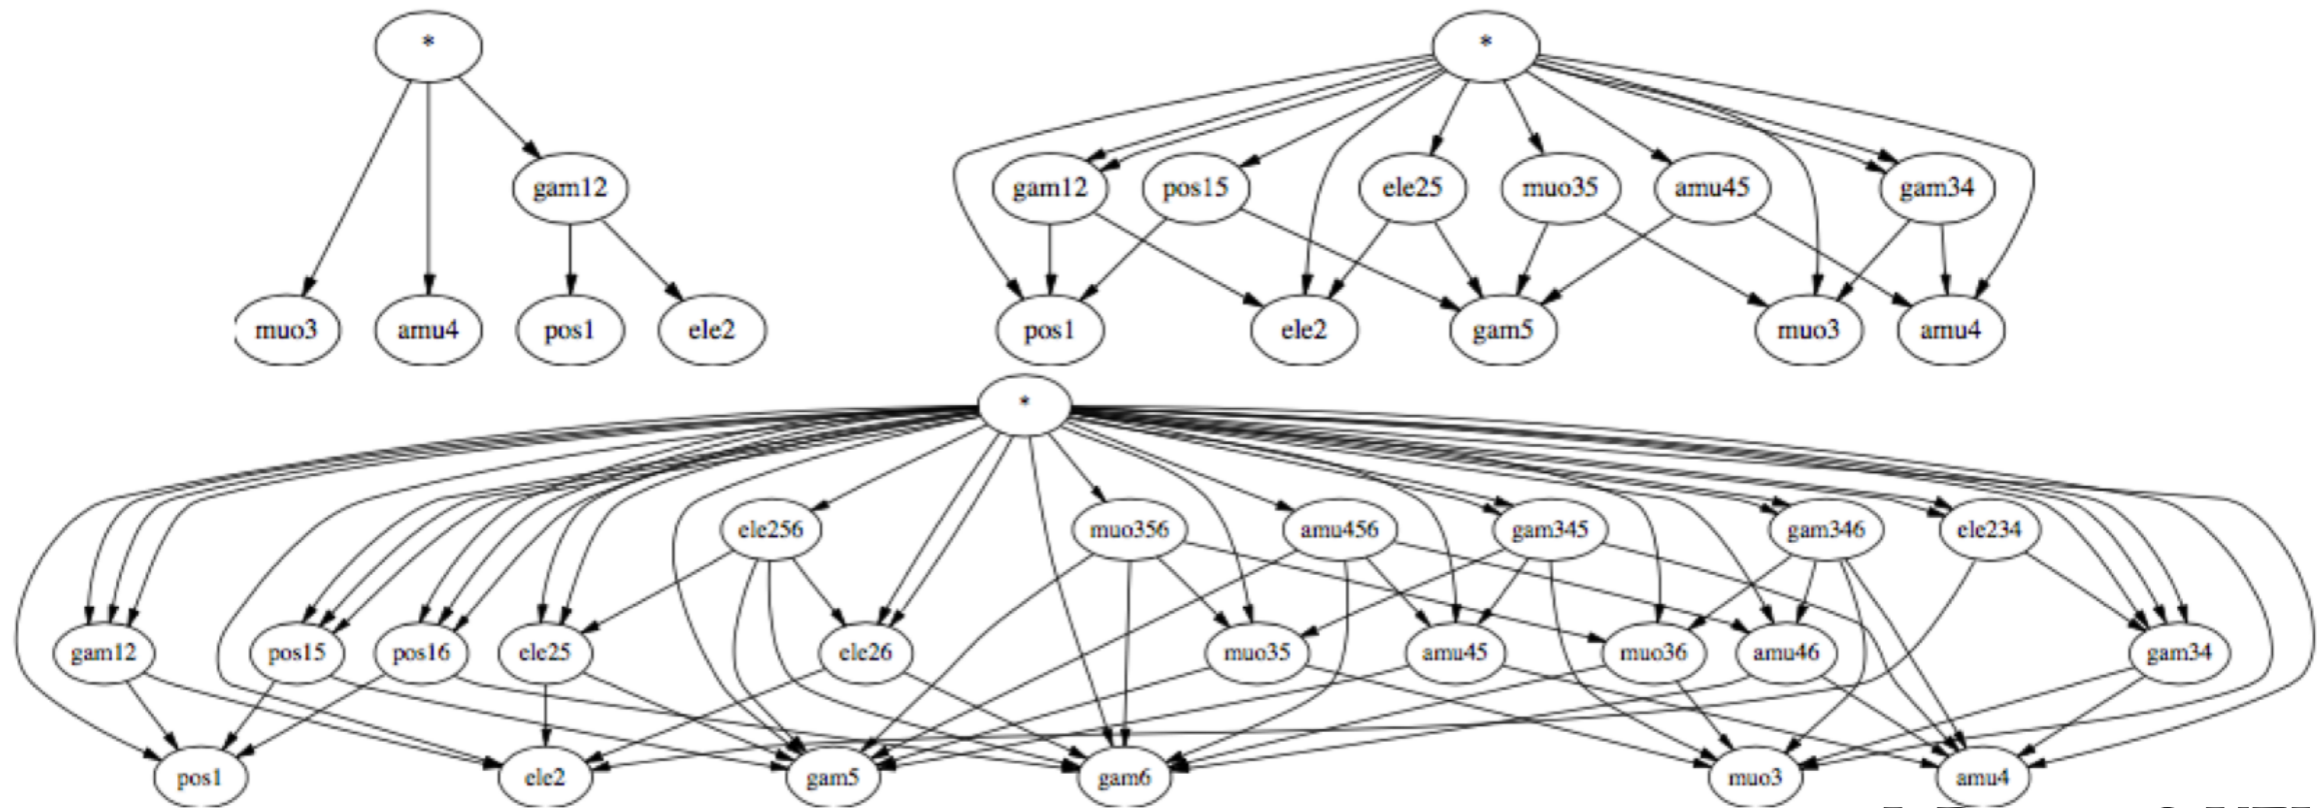 * *
gam12 gam12 pos15 ele25 muo35 amu45 gam34
muo3 amu4 pos1 ele2 pos1 ele2 gam5 muo3 amu4
*
ele256 muo356 amu456 gam345 gam346 ele234
gam12 pos15 pos16 ele25 ele26 muo35 amu45 muo36 amu46 gam34
pos1 ele2 gam5 gam6 muo3 amu4